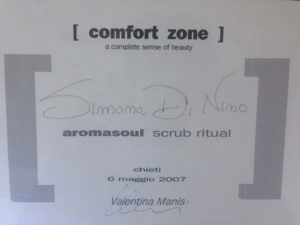 [ comfort zone ]
a complete sense of beauty
Simona Di Nino
aromasoul scrub ritual
chieti
6 maggio 2007
Valentina Manis